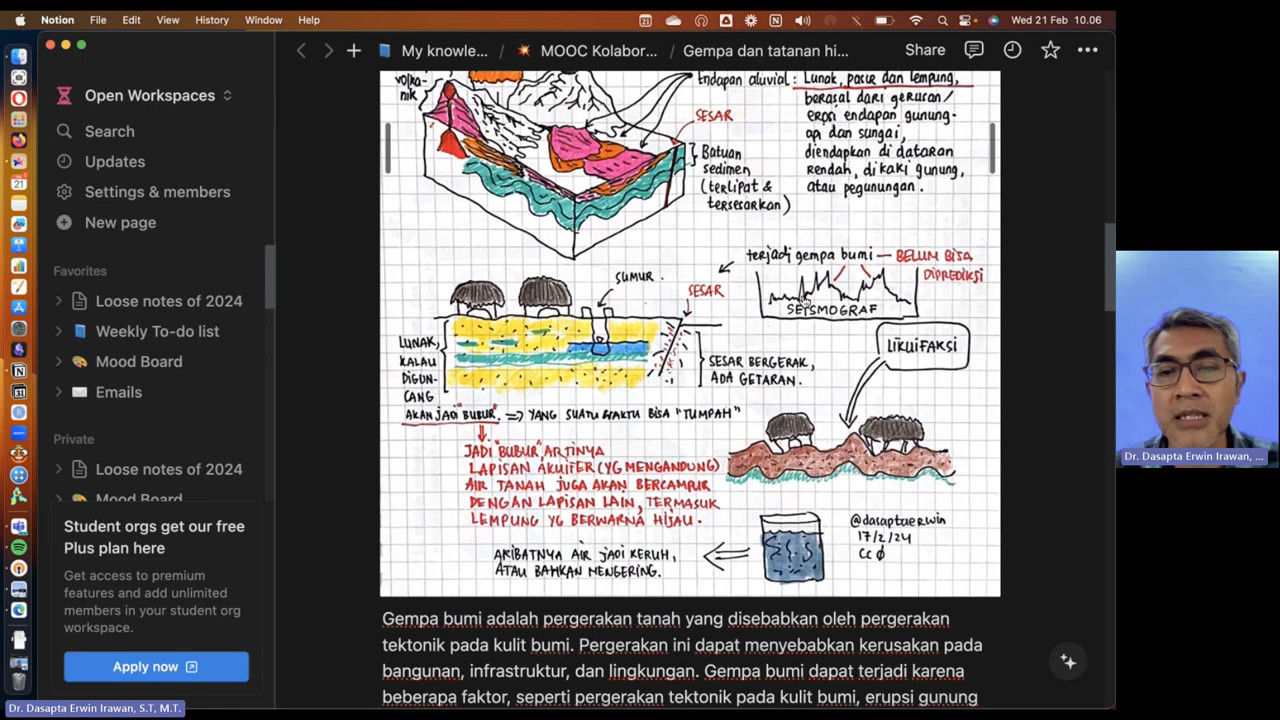 Notion File Edit View History Window Help
Wed 21 Feb 10.06
My knowle...
MOOC Kolabor...
/ Gempa dan tatanan hi...
Share
Open Workspaces
Search
Updates
Settings & members
New page
Favorites
Loose notes of 2024
Weekly To-do list
Mood Board
Emails
Private
Loose notes of 2024
Mood Board
Student orgs get our free
Plus plan here
Get access to premium
features and add unlimited
members in your student org
workspace.
Apply now
Endapan aluvial : Lunak, pasir dan lempung,
berasal dari gerusan/
erosi endapan gunung-
api dan sungai,
diendapkan di dataran
rendah, di kaki gunung,
atau pegunungan.
nik
SESAR
Batuan
sedimen
(terlipat &
tersesarkan)
terjadi gempa bumi — BELUM BISA
DIPREDIKSI
SEISMOGRAF
SUMUR.
SESAR
LUNAK,
KALAU
DIGUN-
CANG
AKAN JADI "BUBUR". => YANG SUATU WAKTU BISA "TUMPAH"
SESAR BERGERAK,
ADA GETARAN.
LIKUIFAKSI
JADI "BUBUR", ARTINYA
LAPISAN AKUIFER (YG MENGANDUNG)
AIR TANAH JUGA AKAN BERCAMPUR
DENGAN LAPISAN LAIN, TERMASUK
LEMPUNG YG BERWARNA HIJAU.
AKIBATNYA AIR JADI KERUH,
ATAU BAHKAN MENGERING.
@dasaptaerwin
17/2/24
CC Ø
Gempa bumi adalah pergerakan tanah yang disebabkan oleh pergerakan
tektonik pada kulit bumi. Pergerakan ini dapat menyebabkan kerusakan pada
bangunan, infrastruktur, dan lingkungan. Gempa bumi dapat terjadi karena
beberapa faktor, seperti pergerakan tektonik pada kulit bumi, erupsi gunung
Dr. Dasapta Erwin Irawan, ...
Dr. Dasapta Erwin Irawan, S.T, M.T.